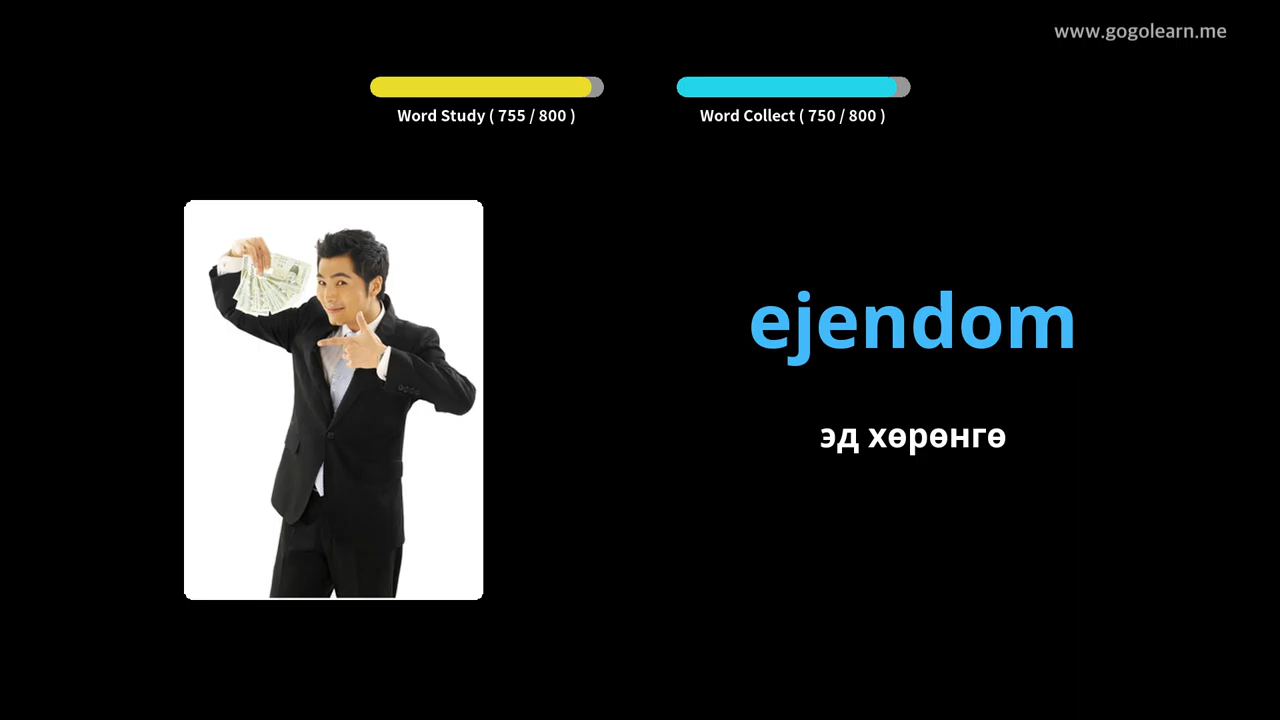 www.gogolearn.me
Word Study ( 755 / 800 )
Word Collect ( 750 / 800 )
ejendom
эд хөрөнгө